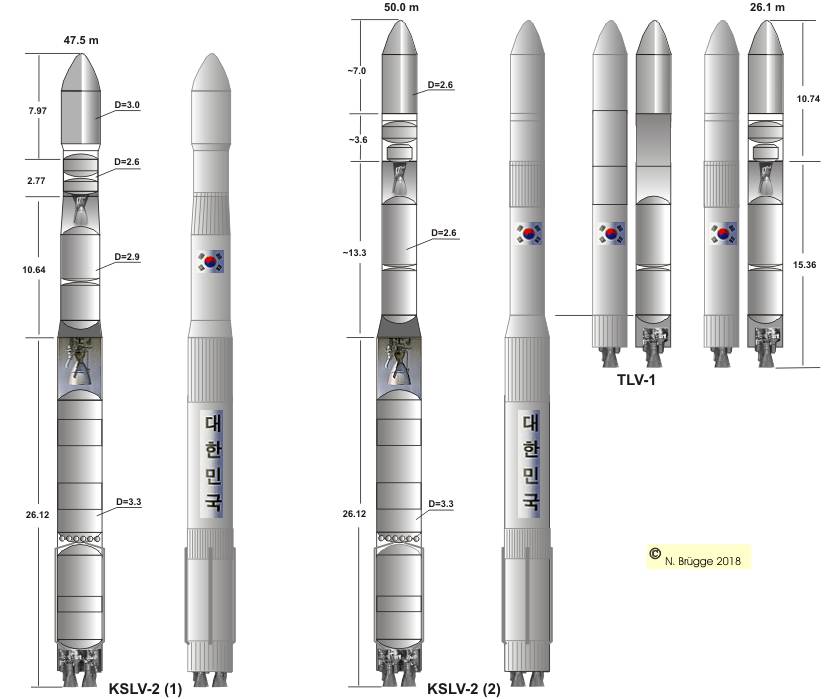 47.5 m
7.97
D=3.0
D=2.6
2.77
D=2.9
10.64
26.12
D=3.3
대
한
민
국
KSLV-2 (1)
50.0 m
~7.0
D=2.6
~3.6
D=2.6
~13.3
26.12
D=3.3
대
한
민
국
KSLV-2 (2)
26.1 m
10.74
15.36
TLV-1
© N. Brügge 2018